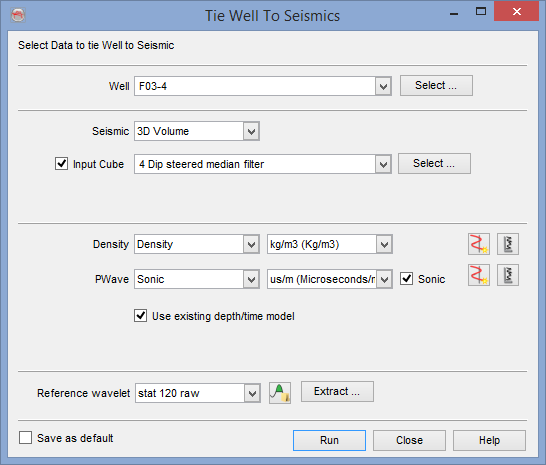 Tie Well To Seismics
Select Data to tie Well to Seismic
Well F03-4 Select ...
Seismic 3D Volume
Input Cube 4 Dip steered median filter Select ...
Density Density kg/m3 (Kg/m3)
PWave Sonic us/m (Microseconds/r Sonic
Use existing depth/time model
Reference wavelet stat 120 raw Extract ...
Save as default Run Close Help